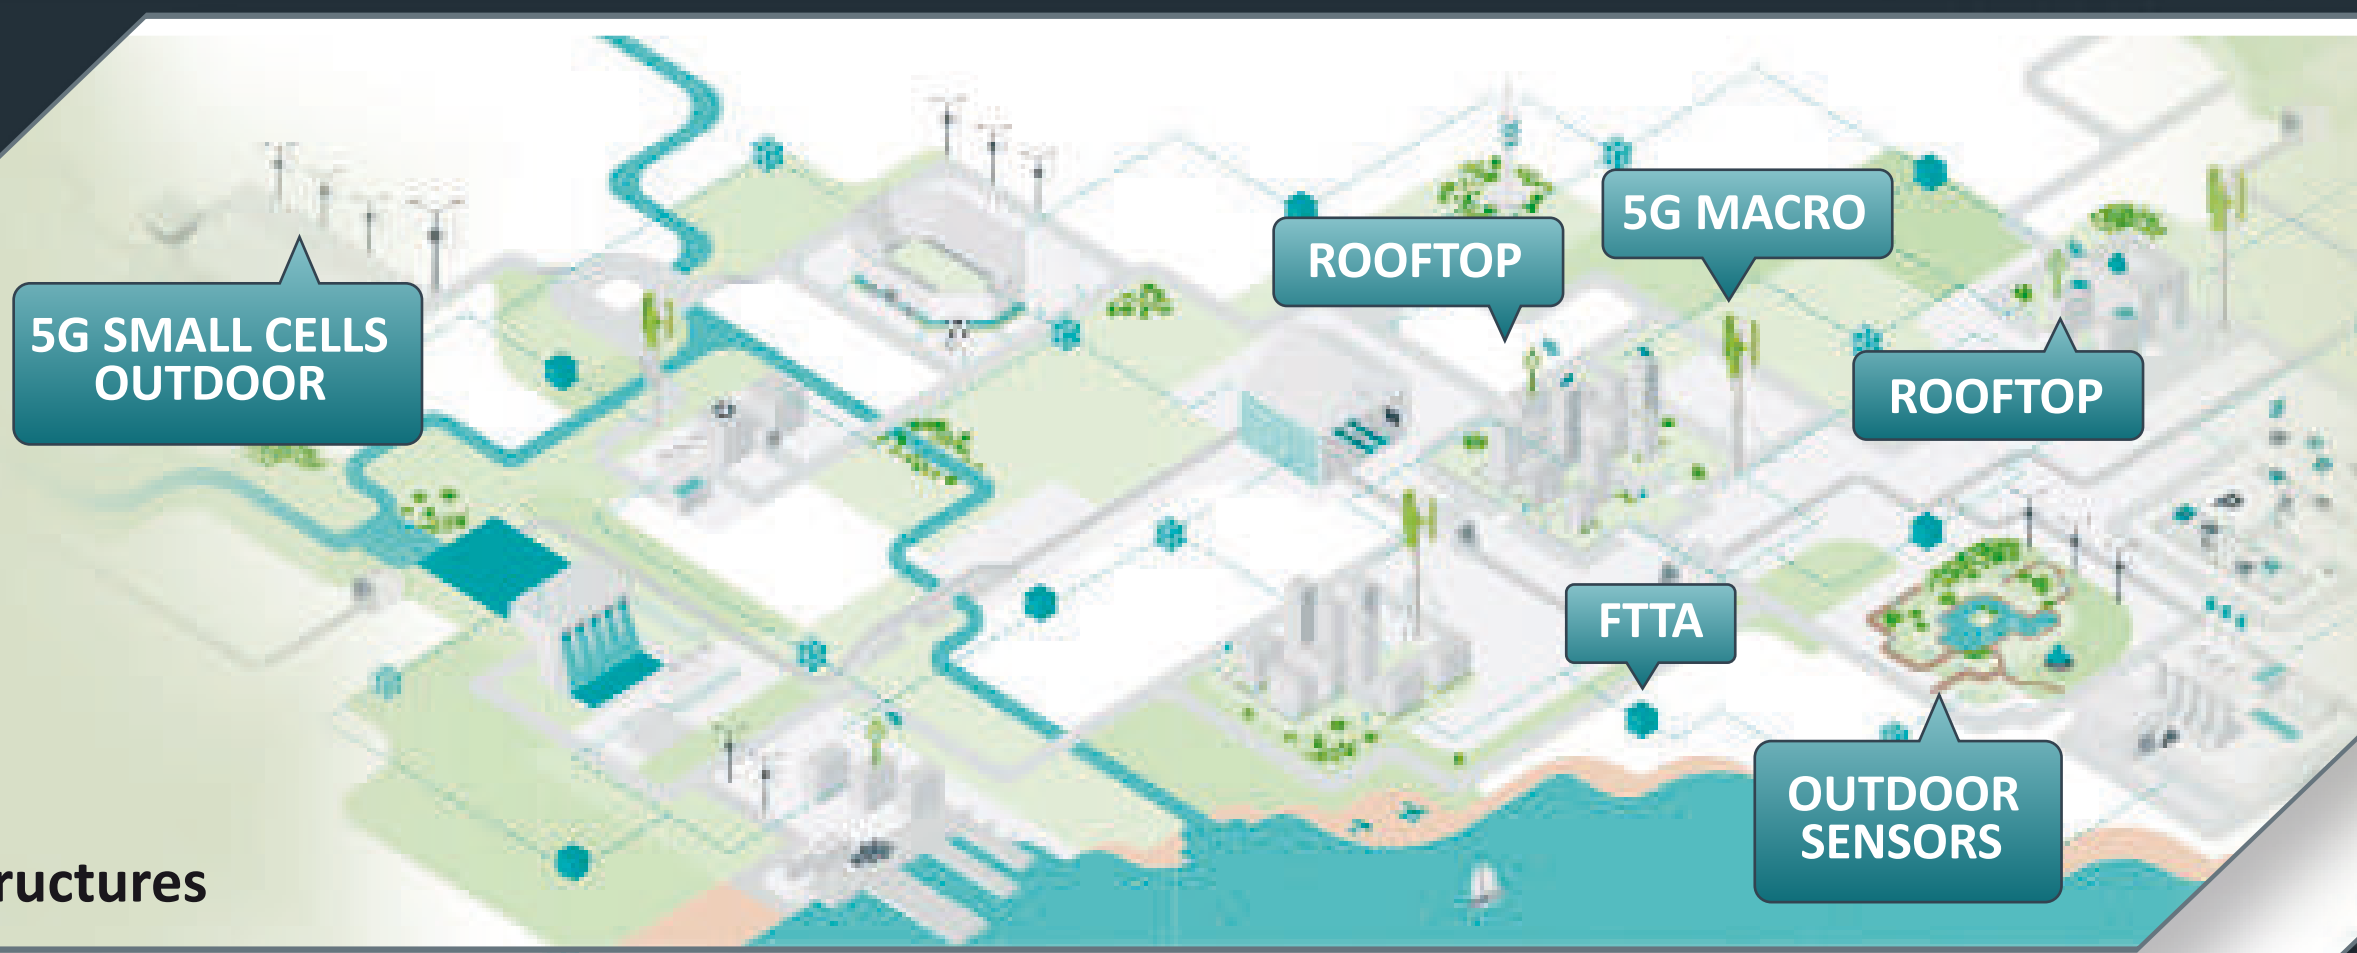 5G MACRO
ROOFTOP
5G SMALL CELLS
OUTDOOR
ROOFTOP
FTTA
OUTDOOR
SENSORS
ructures